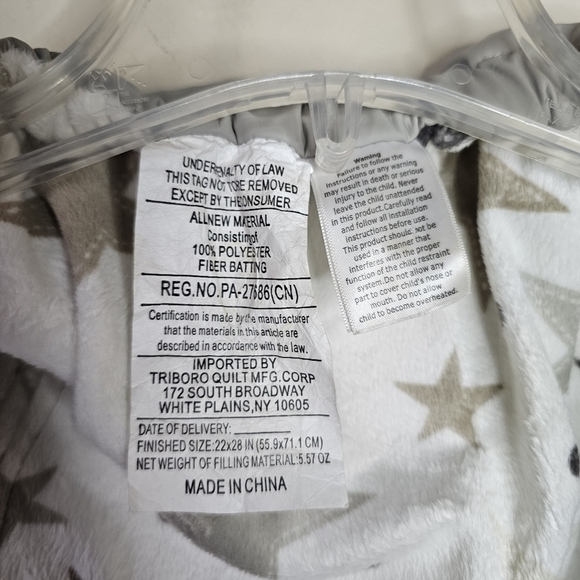 UNDER PENALTY OF LAW
THIS TAG NOT TO BE REMOVED
EXCEPT BY THE CONSUMER
ALL NEW MATERIAL
Consisting of
100% POLYESTER
FIBER BATTING
REG.NO.PA-27686(CN)
Certification is made by the manufacturer
that the materials in this article are
described in accordance with the law.
IMPORTED BY
TRIBORO QUILT MFG.CORP
172 SOUTH BROADWAY
WHITE PLAINS,NY 10605
DATE OF DELIVERY:
FINISHED SIZE:22x28 IN (55.9x71.1 CM)
NET WEIGHT OF FILLING MATERIAL:5.57 OZ
MADE IN CHINA
Warning
Failure to follow the
instructions or any warning
may result in death or serious
injury to the child. Never
leave the child unattended
in this product.Carefully read
and follow all installation
instructions before use.
This product should not be
used in a manner that
interferes with the proper
function of the child restraint
system.Do not allow any
part to cover child's nose or
mouth. Do not allow
child to become overheated.